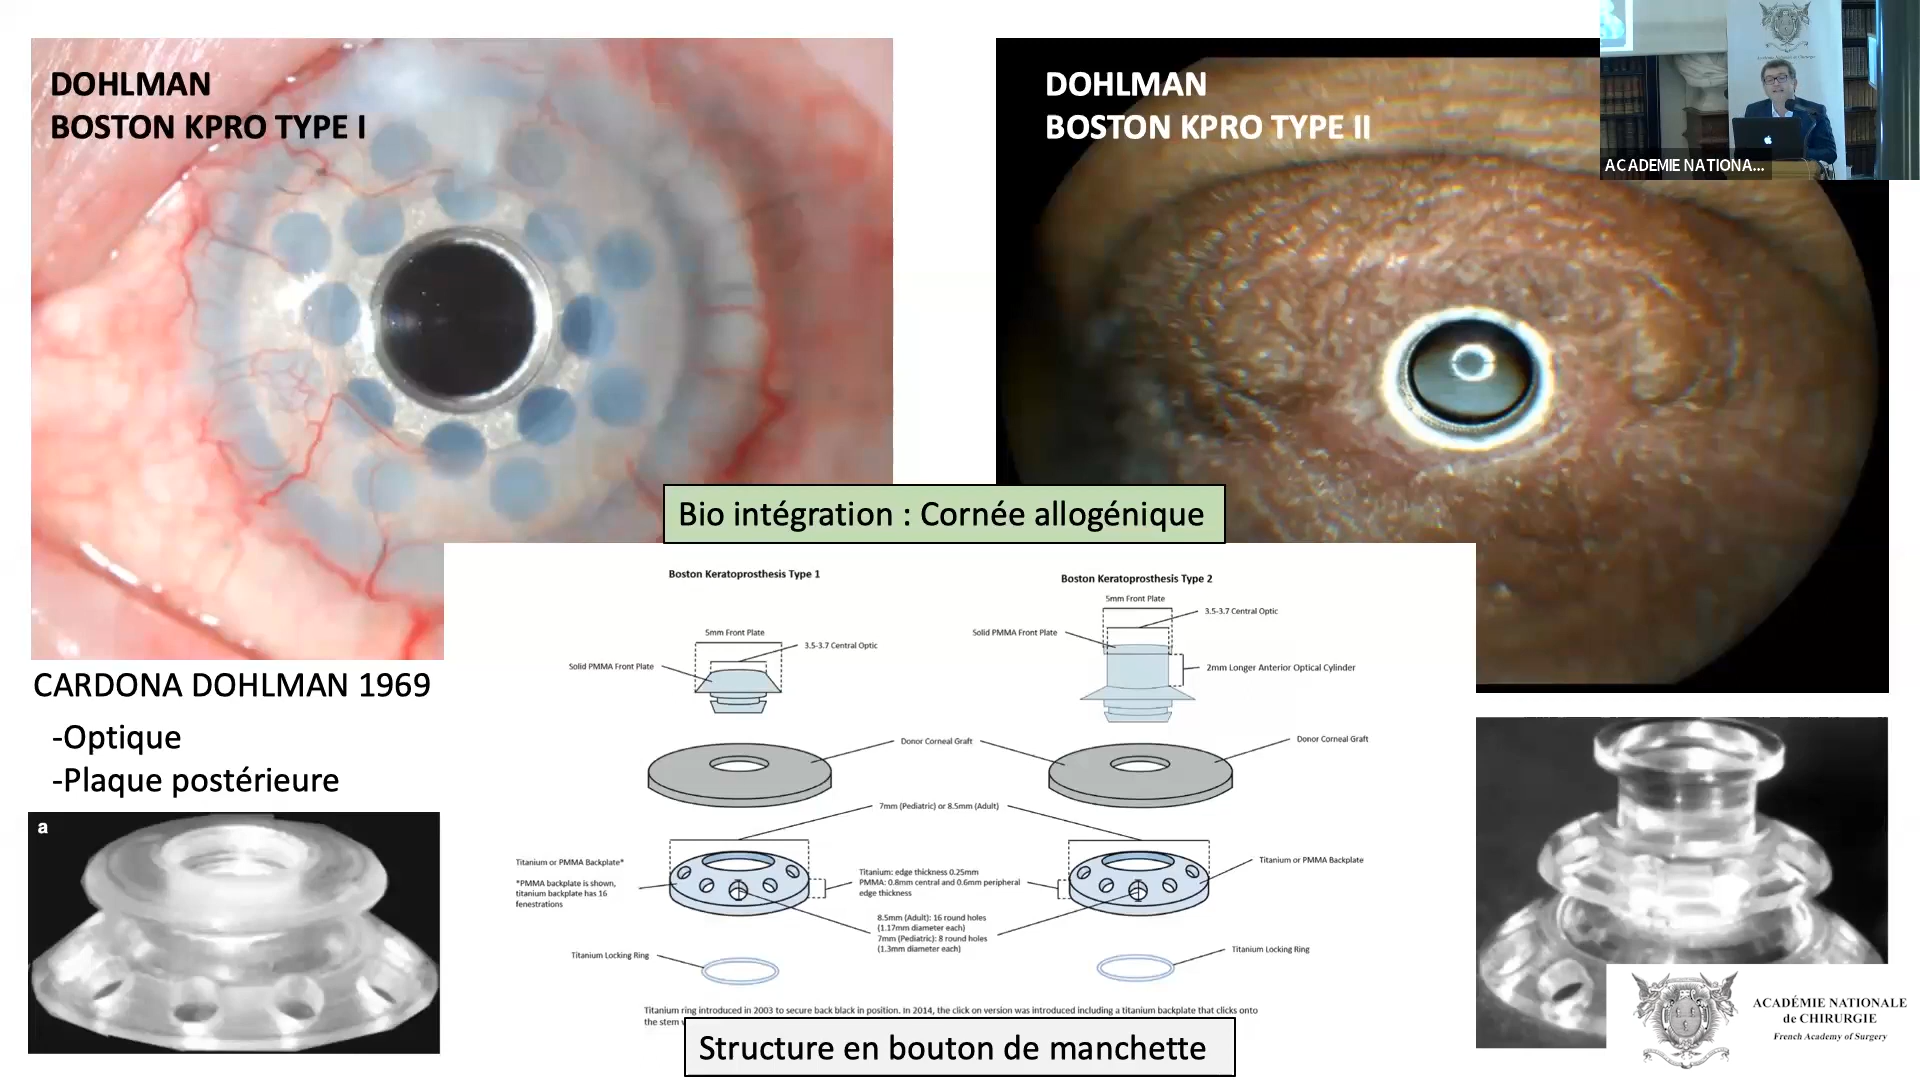 DOHLMAN
BOSTON KPRO TYPE I
DOHLMAN
BOSTON KPRO TYPE II
ACADEMIE NATIONA...
Bio intégration : Cornée allogénique
CARDONA DOHLMAN 1969
-Optique
-Plaque postérieure
a
Boston Keratoprosthesis Type 1
5mm Front Plate
3.5-3.7 Central Optic
Solid PMMA Front Plate
Boston Keratoprosthesis Type 2
5mm Front Plate
3.5-3.7 Central Optic
Solid PMMA Front Plate
2mm Longer Anterior Optical Cylinder
Donor Corneal Graft
Donor Corneal Graft
7mm (Pediatric) or 8.5mm (Adult)
Titanium or PMMA Backplate*
*PMMA backplate is shown,
titanium backplate has 16
fenestrations
Titanium: edge thickness 0.25mm
PMMA: 0.8mm central and 0.6mm peripheral
edge thickness
Titanium or PMMA Backplate
8.5mm (Adult): 16 round holes
(1.17mm diameter each)
7mm (Pediatric): 8 round holes
(1.3mm diameter each)
Titanium Locking Ring
Titanium Locking Ring
Titanium ring introduced in 2003 to secure back black in position. In 2014, the click on version was introduced including a titanium backplate that clicks onto
the stem
Structure en bouton de manchette
ACADÉMIE NATIONALE
de CHIRURGIE
French Academy of Surgery